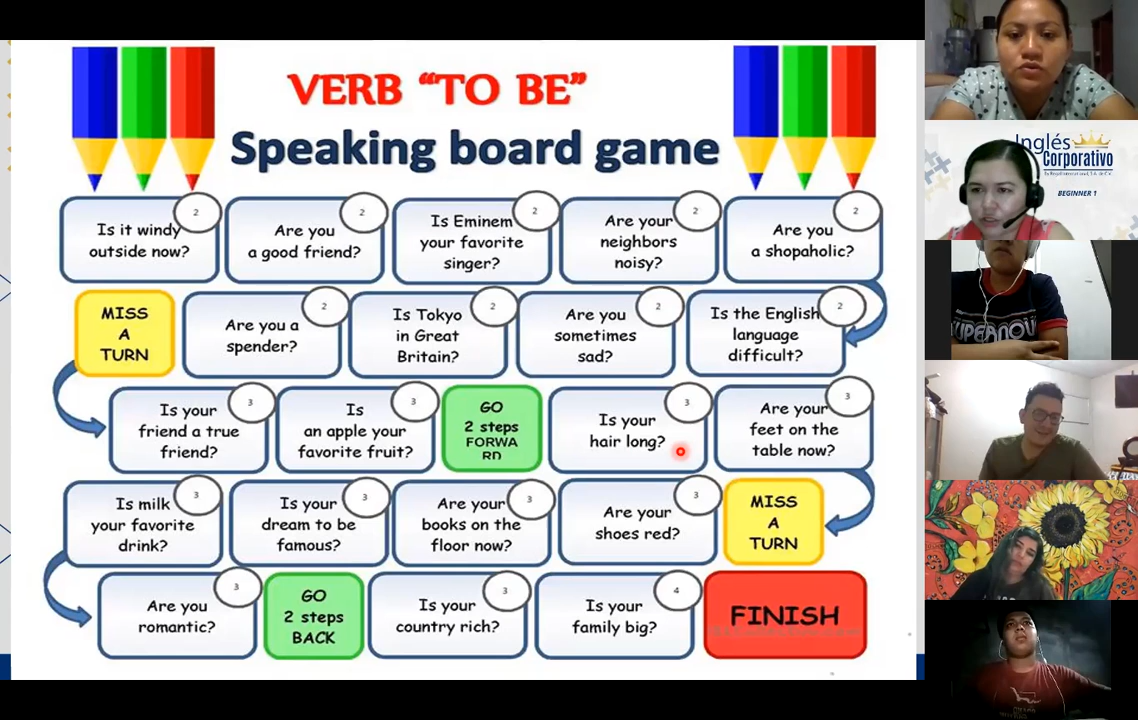 VERB “TO BE”
Speaking board game
2
Is it windy
outside now?
2
Are you
a good friend?
2
Is Eminem
your favorite
singer?
2
Are your
neighbors
noisy?
2
Are you
a shopaholic?
MISS
A
TURN
2
Are you a
spender?
2
Is Tokyo
in Great
Britain?
2
Are you
sometimes
sad?
2
Is the English
language
difficult?
3
Is your
friend a true
friend?
3
Is
an apple your
favorite fruit?
GO
2 steps
FORWA
RD
3
Is your
hair long?
3
Are your
feet on the
table now?
3
Is milk
your favorite
drink?
3
Is your
dream to be
famous?
3
Are your
books on the
floor now?
3
Are your
shoes red?
MISS
A
TURN
3
Are you
romantic?
GO
2 steps
BACK
3
Is your
country rich?
4
Is your
family big?
FINISH
Inglés
Corporativo
BEGINNER 1